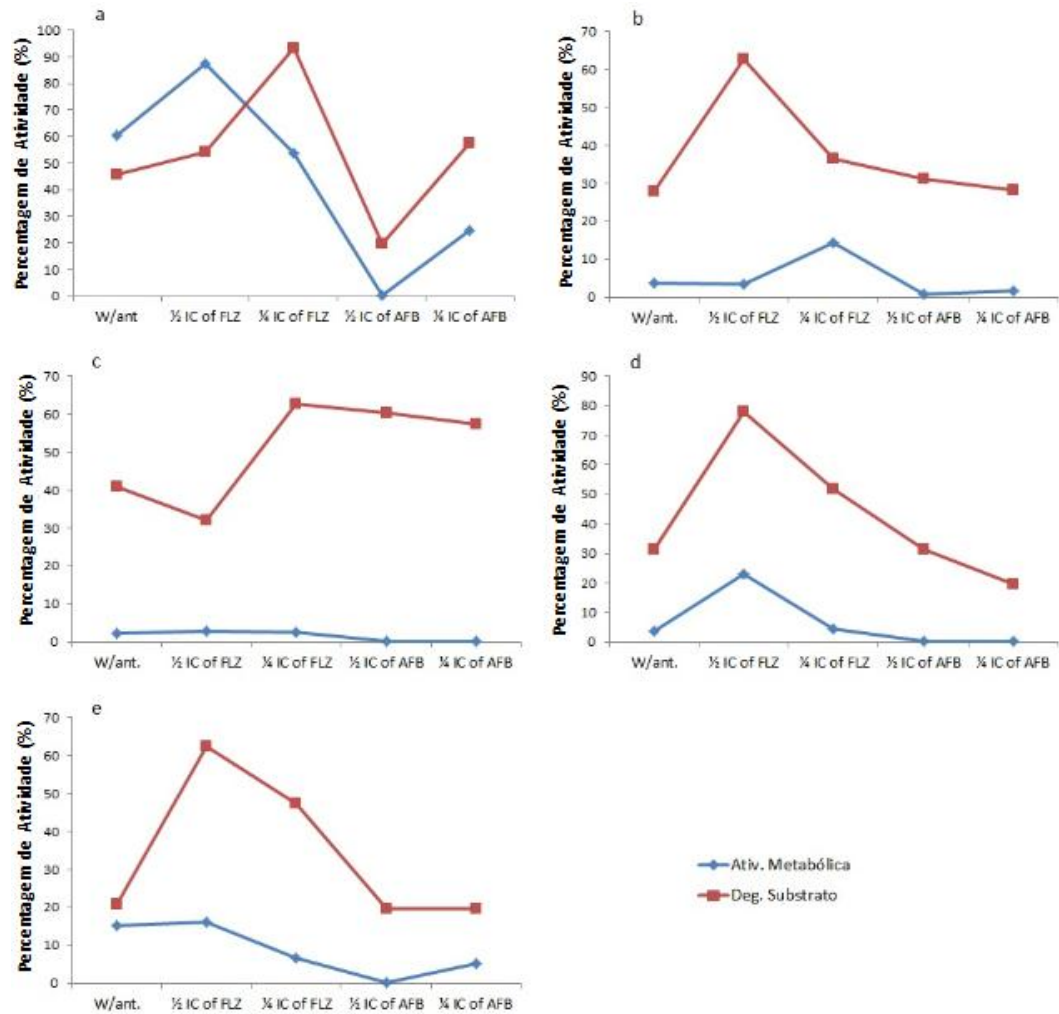 a
Percentagem de Atividade (%)
100
90
80
70
60
50
40
30
20
10
0
W/ant ½ IC of FLZ ¼ IC of FLZ ½ IC of AFB ¼ IC of AFB
b
Percentagem de Atividade (%)
70
60
50
40
30
20
10
0
W/ant. ½ IC of FLZ ¼ IC of FLZ ½ IC of AFB ¼ IC of AFB
c
Percentagem de Atividade (%)
70
60
50
40
30
20
10
0
W/ant. ½ IC of FLZ ¼ IC of FLZ ½ IC of AFB ¼ IC of AFB
d
Percentagem de Atividade (%)
90
80
70
60
50
40
30
20
10
0
W/ant. ½ IC of FLZ ¼ IC of FLZ ½ IC of AFB ¼ IC of AFB
e
Percentagem de Atividade (%)
70
60
50
40
30
20
10
0
W/ant. ½ IC of FLZ ¼ IC of FLZ ½ IC of AFB ¼ IC of AFB
Ativ. Metabólica
Deg. Substrato